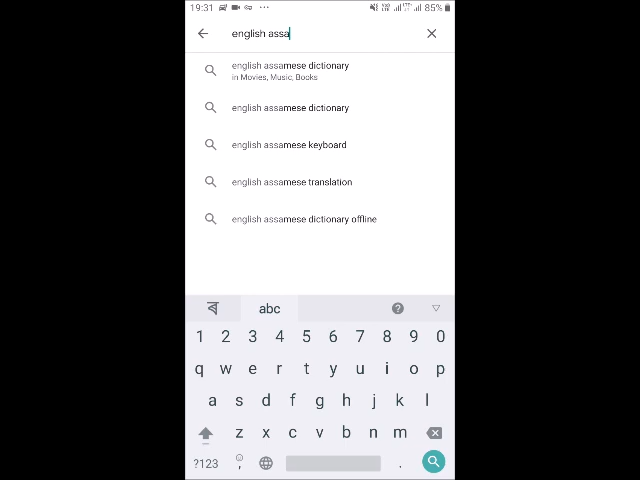 19:31 ... 85%
english assa
english assamese dictionary
in Movies, Music, Books
english assamese dictionary
english assamese keyboard
english assamese translation
english assamese dictionary offline
ৰ abc ?
1 2 3 4 5 6 7 8 9 0
q w e r t y u i o p
a s d f g h j k l
z x c v b n m
?123 , .